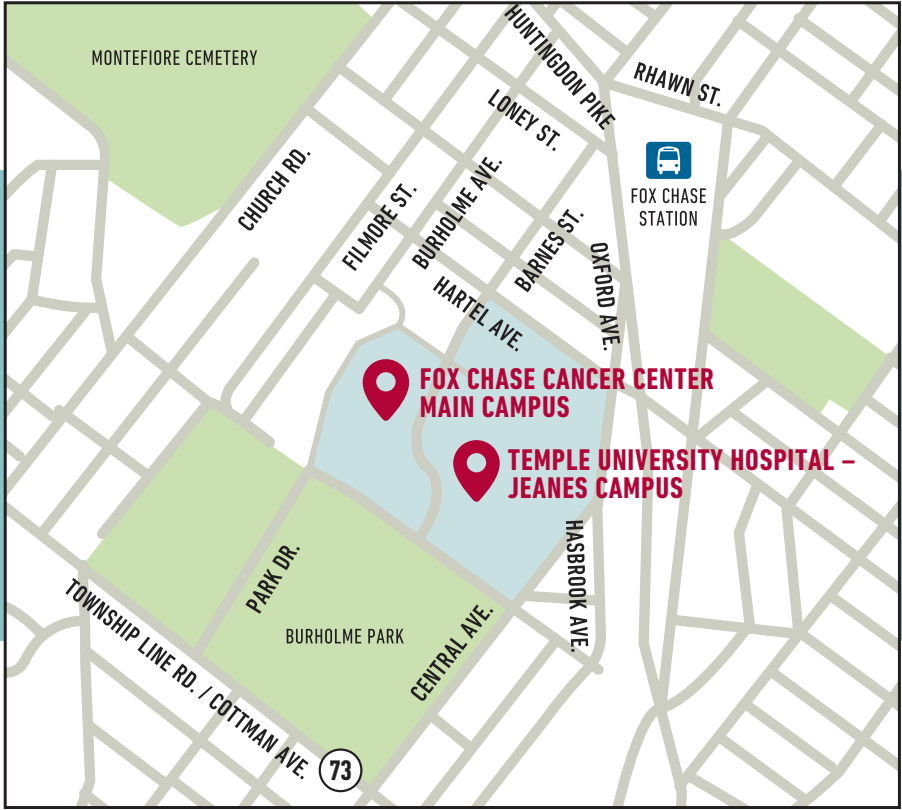 MONTEFIORE CEMETERY
HUNTINGDON PIKE
RHAWN ST.
LONEY ST.
FOX CHASE
STATION
CHURCH RD.
FILMORE ST.
BURHOLME AVE.
BARNES ST.
OXFORD AVE.
HARTEL AVE.
FOX CHASE CANCER CENTER
MAIN CAMPUS
TEMPLE UNIVERSITY HOSPITAL –
JEANES CAMPUS
HASBROOK AVE.
PARK DR.
BURHOLME PARK
CENTRAL AVE.
TOWNSHIP LINE RD. / COTTMAN AVE.
73